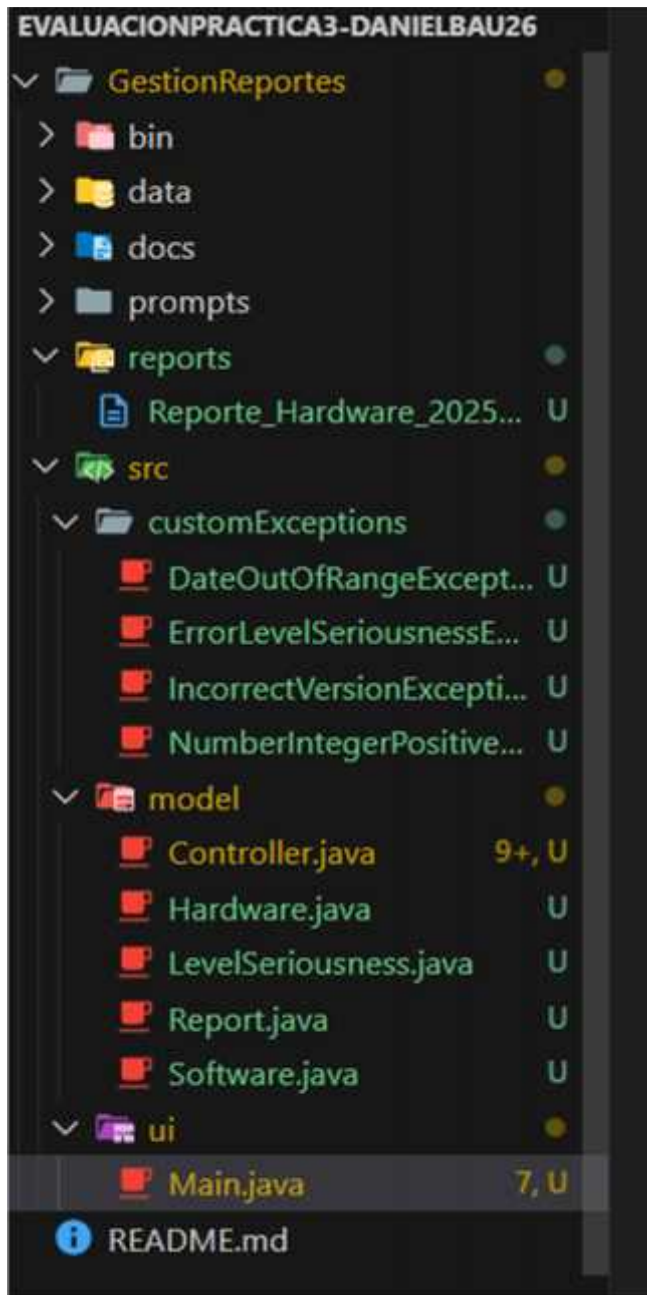 EVALUACIONPRACTICA3-DANIELBAU26
GestionReportes
bin
data
docs
prompts
reports
Reporte_Hardware_2025... U
src
customExceptions
DateOutOfRangeExcept... U
ErrorLevelSeriousnessE... U
IncorrectVersionExcepti... U
NumberIntegerPositive... U
model
Controller.java 9+, U
Hardware.java U
LevelSeriousness.java U
Report.java U
Software.java U
ui
Main.java 7, U
README.md